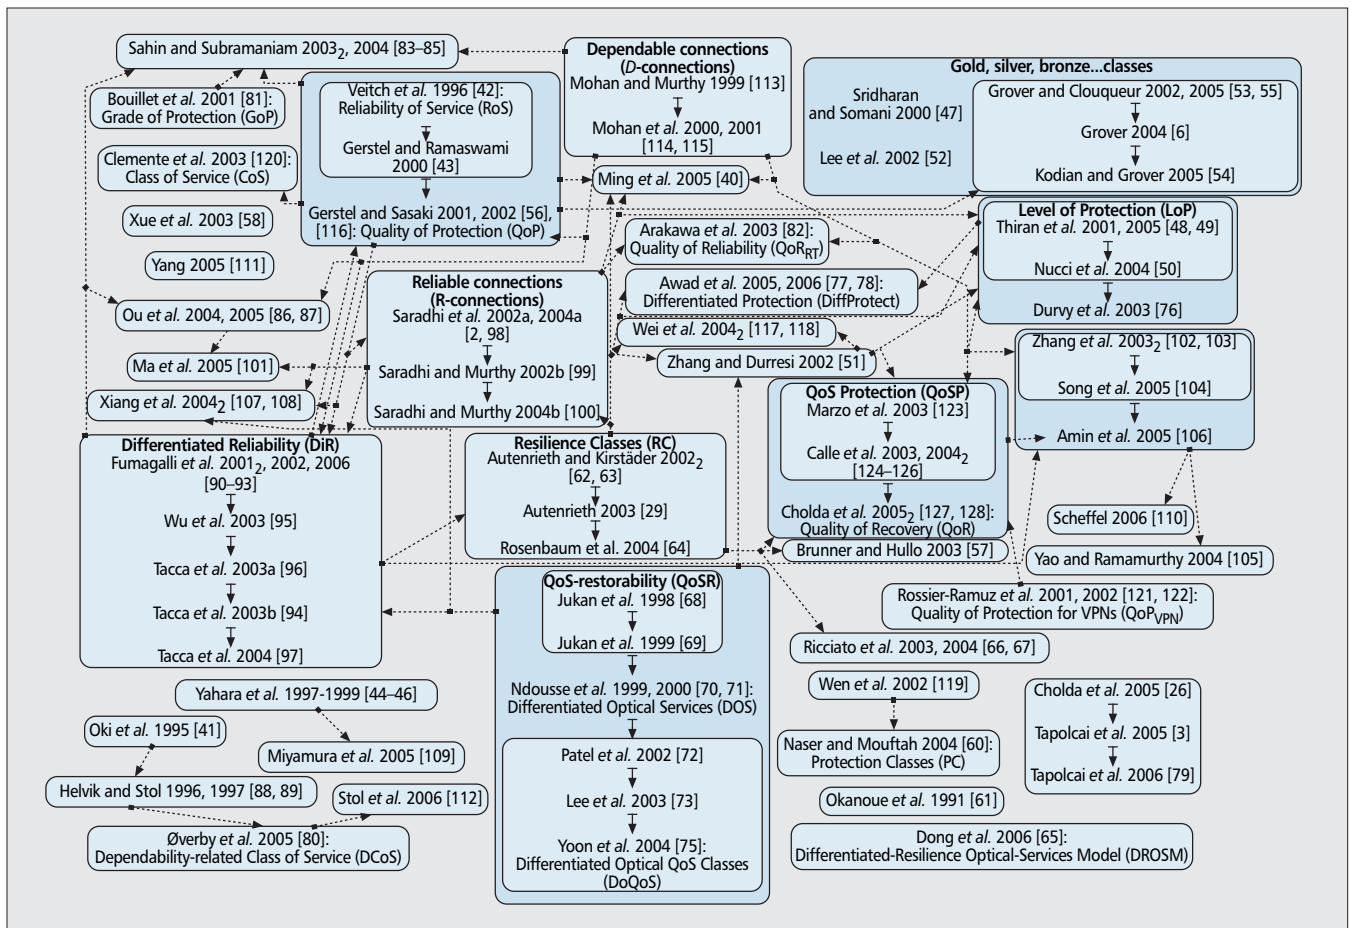 Sahin and Subramaniam 2003₂, 2004 [83–85]
Bouillet et al. 2001 [81]:
Grade of Protection (GoP)
Clemente et al. 2003 [120]:
Class of Service (CoS)
Xue et al. 2003 [58]
Yang 2005 [111]
Ou et al. 2004, 2005 [86, 87]
Ma et al. 2005 [101]
Xiang et al. 2004₂ [107, 108]
Veitch et al. 1996 [42]:
Reliability of Service (RoS)
Gerstel and Ramaswami
2000 [43]
Gerstel and Sasaki 2001, 2002 [56],
[116]: Quality of Protection (QoP)
Dependable connections
(D-connections)
Mohan and Murthy 1999 [113]
Mohan et al. 2000, 2001
[114, 115]
Ming et al. 2005 [40]
Arakawa et al. 2003 [82]:
Quality of Reliability (QoR_RT)
Awad et al. 2005, 2006 [77, 78]:
Differentiated Protection (DiffProtect)
Wei et al. 2004₂ [117, 118]
Zhang and Durresi 2002 [51]
Gold, silver, bronze...classes
Sridharan
and Somani 2000 [47]
Lee et al. 2002 [52]
Grover and Clouqueur 2002, 2005 [53, 55]
Grover 2004 [6]
Kodian and Grover 2005 [54]
Level of Protection (LoP)
Thiran et al. 2001, 2005 [48, 49]
Nucci et al. 2004 [50]
Durvy et al. 2003 [76]
Reliable connections
(R-connections)
Saradhi et al. 2002a, 2004a
[2, 98]
Saradhi and Murthy 2002b [99]
Saradhi and Murthy 2004b [100]
Zhang et al. 2003₂ [102, 103]
Song et al. 2005 [104]
Amin et al. 2005 [106]
QoS Protection (QoSP)
Marzo et al. 2003 [123]
Calle et al. 2003, 2004₂
[124–126]
Cholda et al. 2005₂ [127, 128]:
Quality of Recovery (QoR)
Differentiated Reliability (DiR)
Fumagalli et al. 2001₂, 2002, 2006
[90–93]
Wu et al. 2003 [95]
Tacca et al. 2003a [96]
Tacca et al. 2003b [94]
Tacca et al. 2004 [97]
Resilience Classes (RC)
Autenrieth and Kirstäder 2002₂
[62, 63]
Autenrieth 2003 [29]
Rosenbaum et al. 2004 [64]
Brunner and Hullo 2003 [57]
Scheffel 2006 [110]
Yao and Ramamurthy 2004 [105]
Rossier-Ramuz et al. 2001, 2002 [121, 122]:
Quality of Protection for VPNs (QoP_VPN)
Ricciato et al. 2003, 2004 [66, 67]
QoS-restorability (QoSR)
Jukan et al. 1998 [68]
Jukan et al. 1999 [69]
Ndousse et al. 1999, 2000 [70, 71]:
Differentiated Optical Services (DOS)
Patel et al. 2002 [72]
Lee et al. 2003 [73]
Yoon et al. 2004 [75]:
Differentiated Optical QoS Classes
(DoQoS)
Yahara et al. 1997-1999 [44–46]
Oki et al. 1995 [41]
Miyamura et al. 2005 [109]
Helvik and Stol 1996, 1997 [88, 89]
Stol et al. 2006 [112]
Øverby et al. 2005 [80]:
Dependability-related Class of Service (DCoS)
Wen et al. 2002 [119]
Naser and Mouftah 2004 [60]:
Protection Classes (PC)
Okanoue et al. 1991 [61]
Dong et al. 2006 [65]:
Differentiated-Resilience Optical-Services Model (DROSM)
Cholda et al. 2005 [26]
Tapolcai et al. 2005 [3]
Tapolcai et al. 2006 [79]